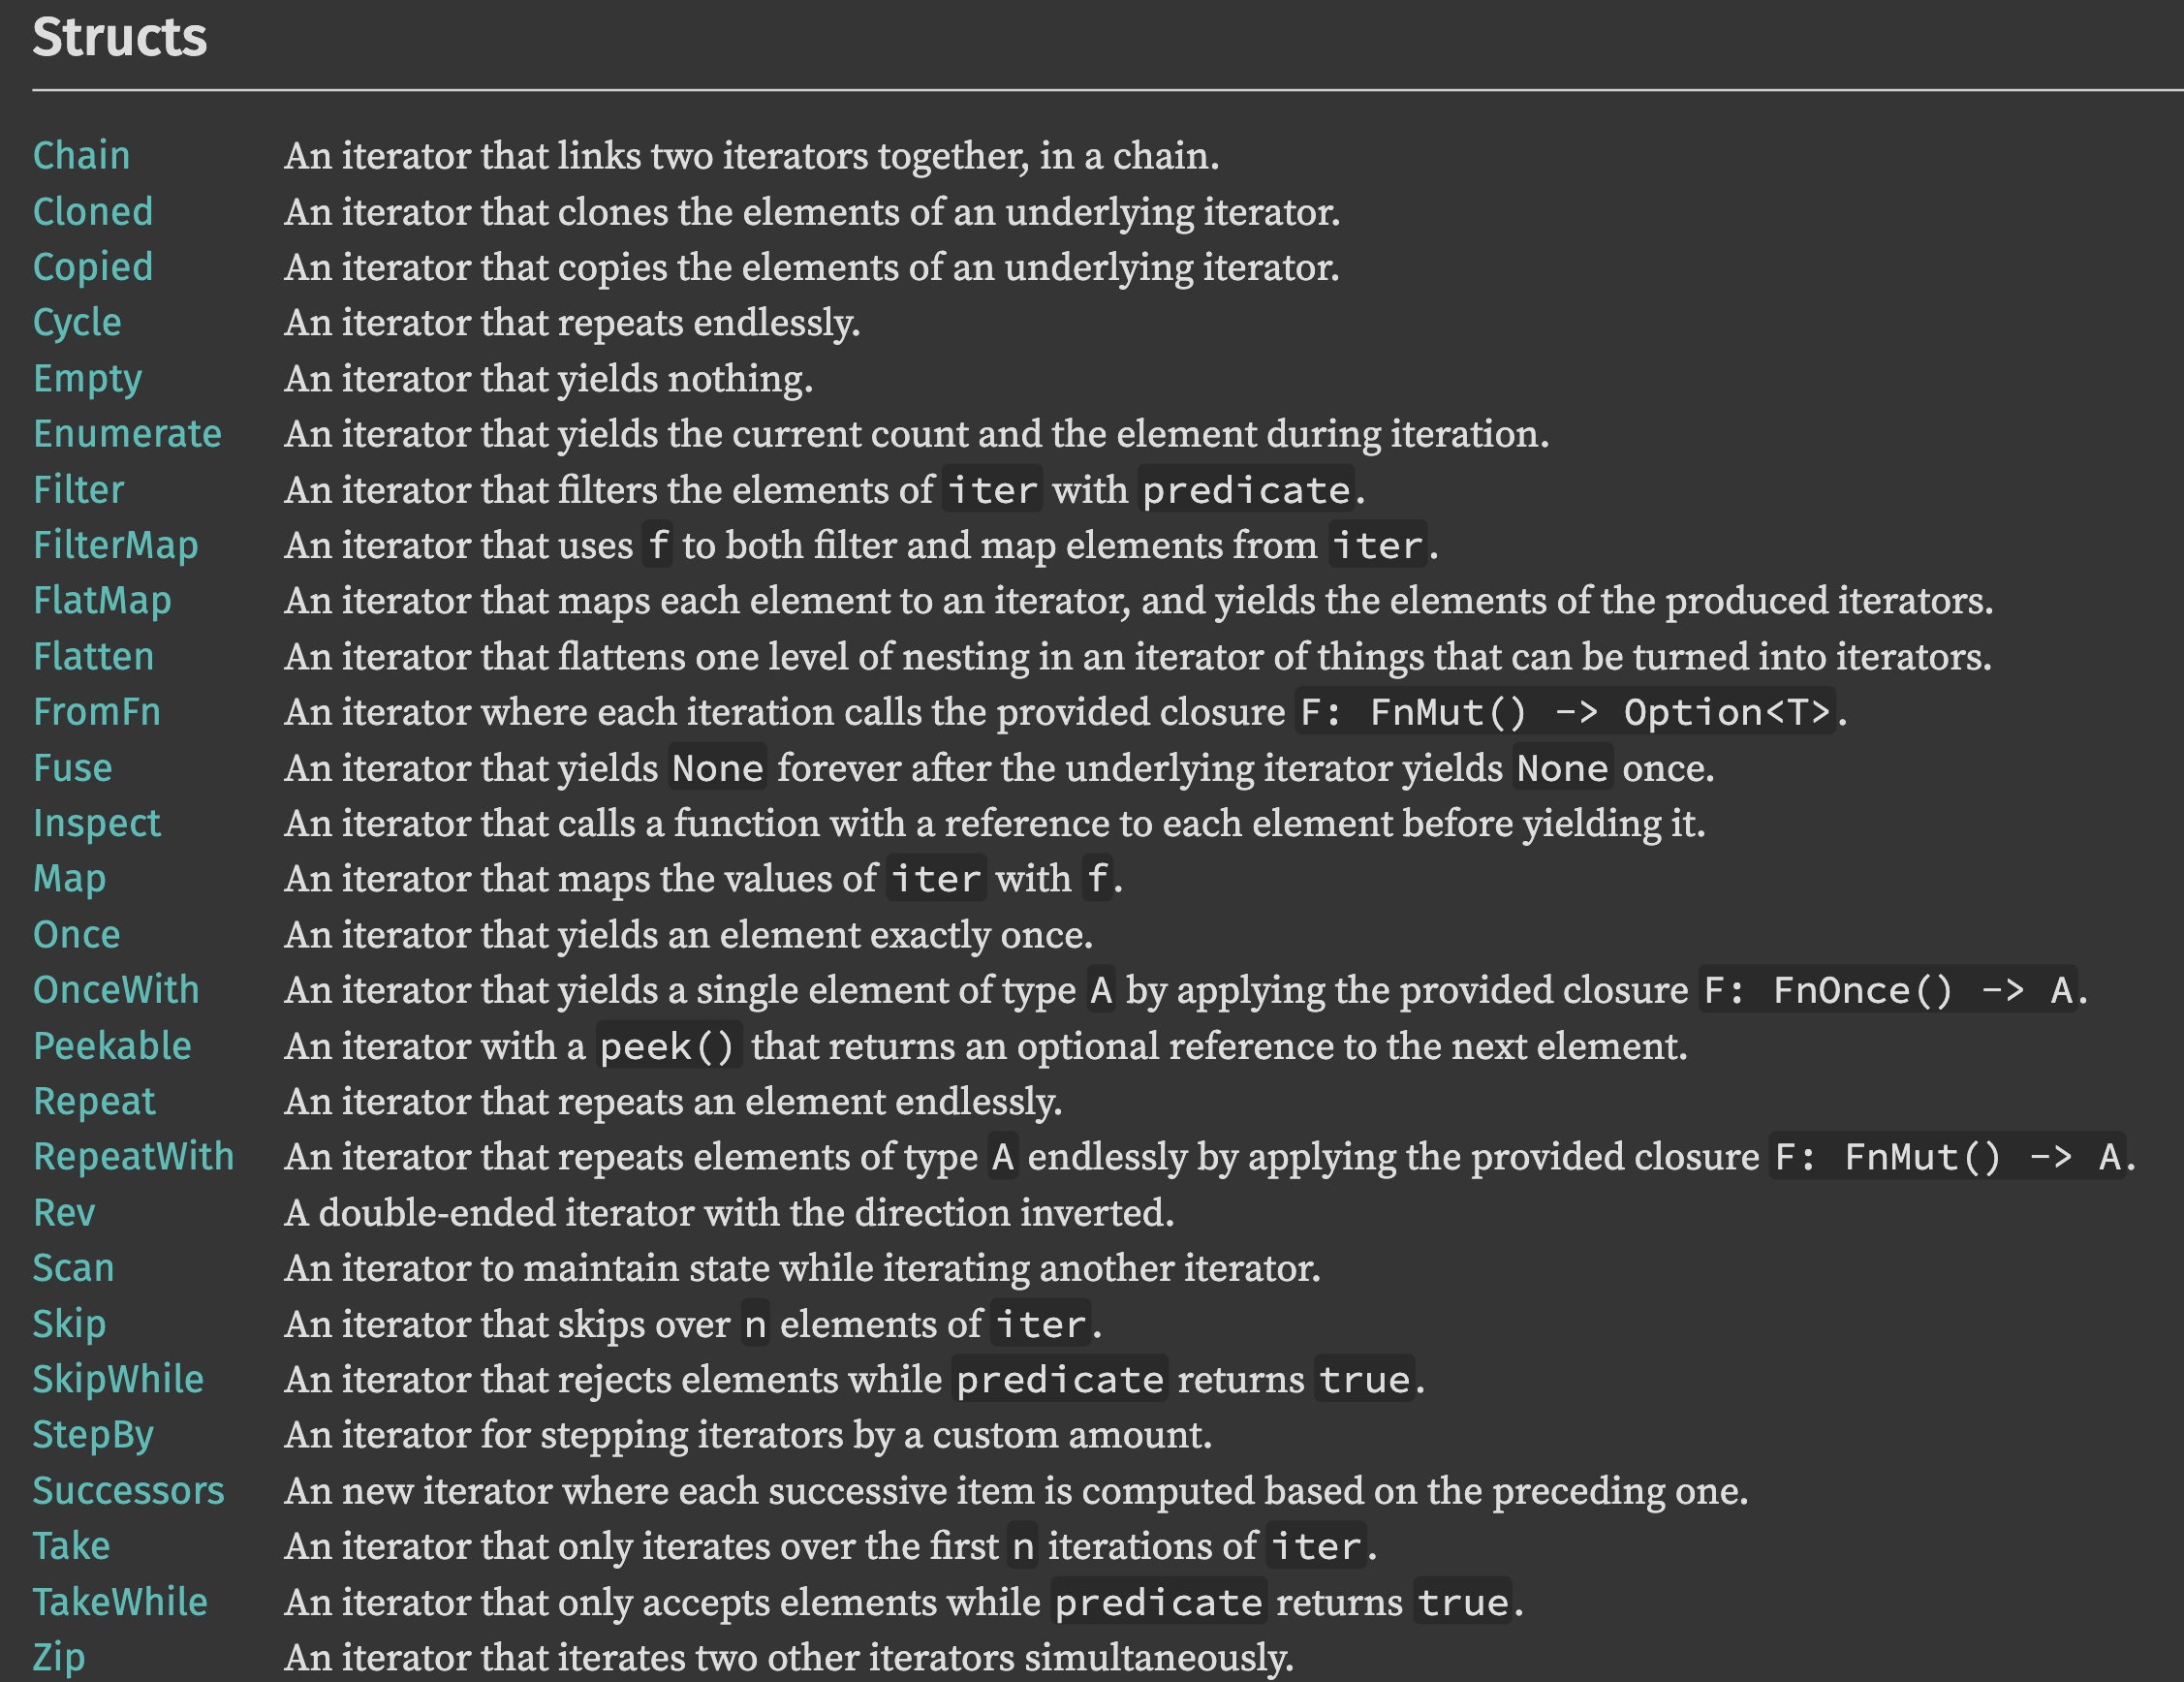 Structs
Chain An iterator that links two iterators together, in a chain.
Cloned An iterator that clones the elements of an underlying iterator.
Copied An iterator that copies the elements of an underlying iterator.
Cycle An iterator that repeats endlessly.
Empty An iterator that yields nothing.
Enumerate An iterator that yields the current count and the element during iteration.
Filter An iterator that filters the elements of iter with predicate.
FilterMap An iterator that uses f to both filter and map elements from iter.
FlatMap An iterator that maps each element to an iterator, and yields the elements of the produced iterators.
Flatten An iterator that flattens one level of nesting in an iterator of things that can be turned into iterators.
FromFn An iterator where each iteration calls the provided closure F: FnMut() -> Option<T>.
Fuse An iterator that yields None forever after the underlying iterator yields None once.
Inspect An iterator that calls a function with a reference to each element before yielding it.
Map An iterator that maps the values of iter with f.
Once An iterator that yields an element exactly once.
OnceWith An iterator that yields a single element of type A by applying the provided closure F: FnOnce() -> A.
Peekable An iterator with a peek() that returns an optional reference to the next element.
Repeat An iterator that repeats an element endlessly.
RepeatWith An iterator that repeats elements of type A endlessly by applying the provided closure F: FnMut() -> A.
Rev A double-ended iterator with the direction inverted.
Scan An iterator to maintain state while iterating another iterator.
Skip An iterator that skips over n elements of iter.
SkipWhile An iterator that rejects elements while predicate returns true.
StepBy An iterator for stepping iterators by a custom amount.
Successors An new iterator where each successive item is computed based on the preceding one.
Take An iterator that only iterates over the first n iterations of iter.
TakeWhile An iterator that only accepts elements while predicate returns true.
Zip An iterator that iterates two other iterators simultaneously.